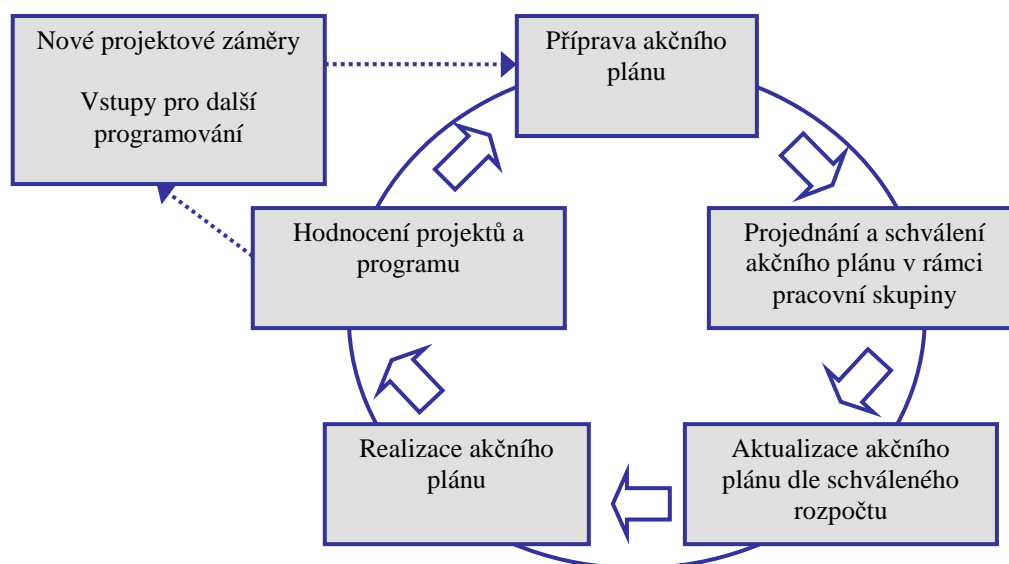 Nové projektové záměry
Vstupy pro další
programování
Příprava akčního
plánu
Hodnocení projektů a
programu
Projednání a schválení
akčního plánu v rámci
pracovní skupiny
Realizace akčního
plánu
Aktualizace akčního
plánu dle schváleného
rozpočtu